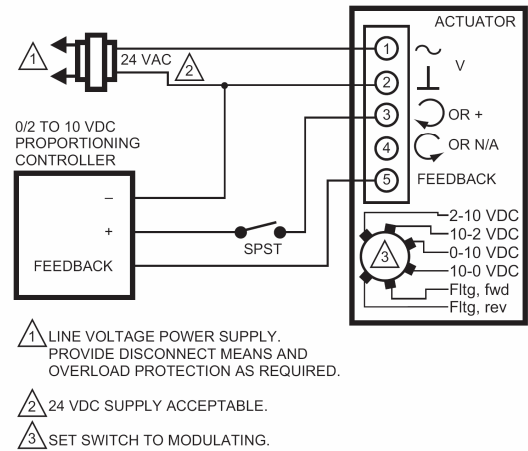 ACTUATOR
1
24 VAC
2
1
V
2
3
OR +
4
OR N/A
5
FEEDBACK
0/2 TO 10 VDC
PROPORTIONING
CONTROLLER
–
+
FEEDBACK
SPST
3
2-10 VDC
10-2 VDC
0-10 VDC
10-0 VDC
Fltg, fwd
Fltg, rev
1 LINE VOLTAGE POWER SUPPLY.
PROVIDE DISCONNECT MEANS AND
OVERLOAD PROTECTION AS REQUIRED.
2 24 VDC SUPPLY ACCEPTABLE.
3 SET SWITCH TO MODULATING.